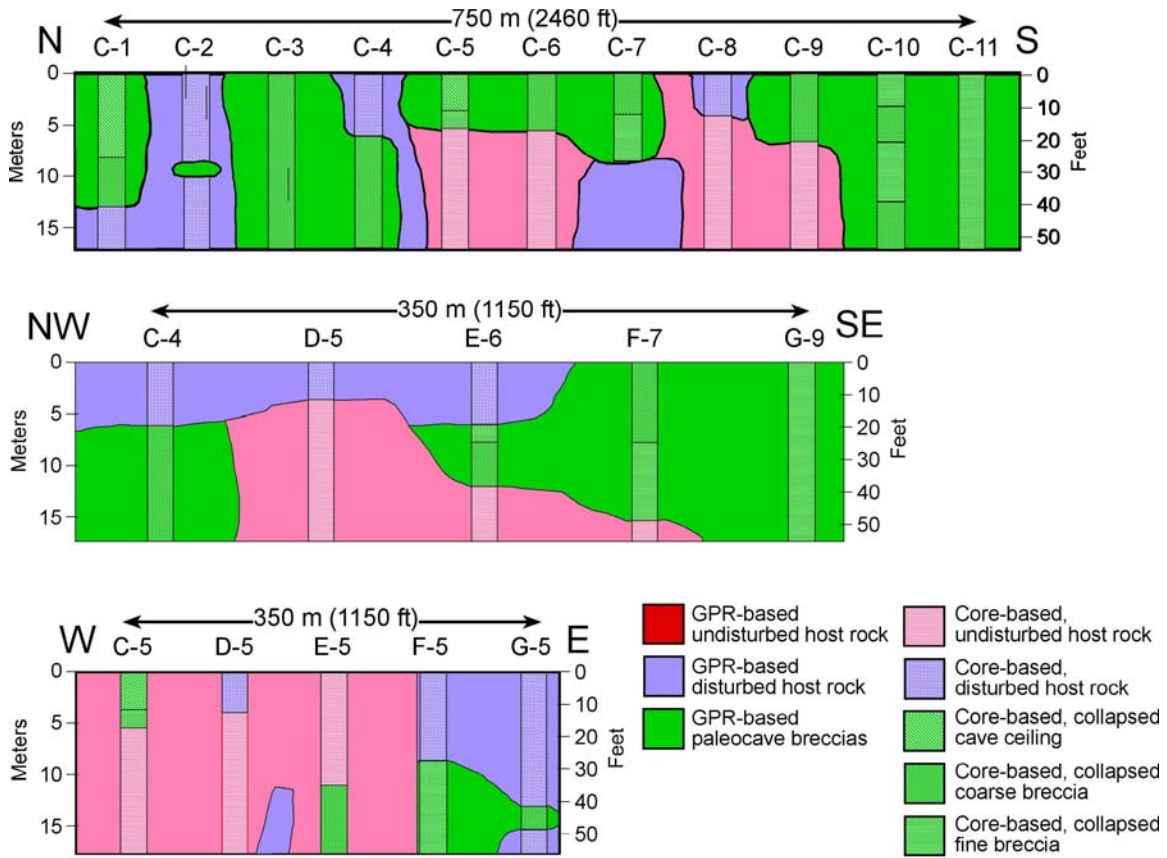 750 m (2460 ft)
N C-1 C-2 C-3 C-4 C-5 C-6 C-7 C-8 C-9 C-10 C-11 S
0 0
10
5 20
10 30
40
15 50
Meters Feet
350 m (1150 ft)
NW C-4 D-5 E-6 F-7 G-9 SE
0 0
10
5 20
10 30
40
15 50
Meters Feet
350 m (1150 ft)
W C-5 D-5 E-5 F-5 G-5 E
0 0
10
5 20
10 30
40
15 50
Meters Feet
GPR-based
undisturbed host rock
GPR-based
disturbed host rock
GPR-based
paleocave breccias
Core-based,
undisturbed host rock
Core-based,
disturbed host rock
Core-based, collapsed
cave ceiling
Core-based, collapsed
coarse breccia
Core-based, collapsed
fine breccia